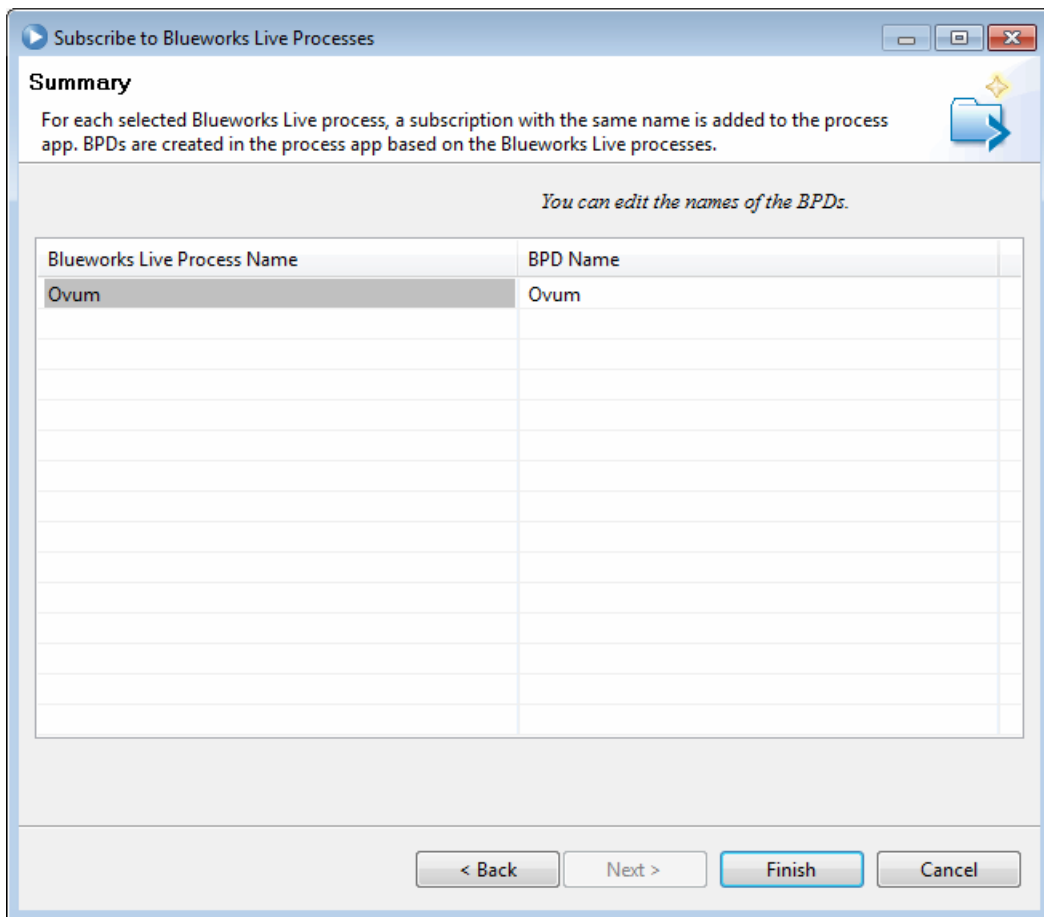 Subscribe to Blueworks Live Processes
Summary
For each selected Blueworks Live process, a subscription with the same name is added to the process
app. BPDs are created in the process app based on the Blueworks Live processes.
You can edit the names of the BPDs.
Blueworks Live Process Name BPD Name
Ovum Ovum
< Back Next > Finish Cancel